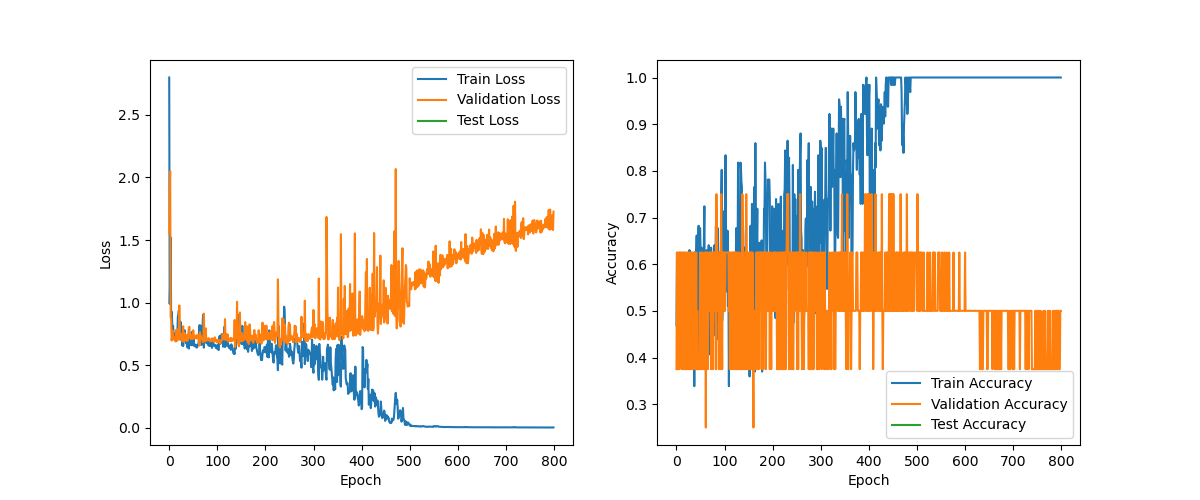 Loss
2.5
2.0
1.5
1.0
0.5
0.0
Train Loss
Validation Loss
Test Loss
0 100 200 300 400 500 600 700 800
Epoch
Accuracy
1.0
0.9
0.8
0.7
0.6
0.5
0.4
0.3
Train Accuracy
Validation Accuracy
Test Accuracy
0 100 200 300 400 500 600 700 800
Epoch